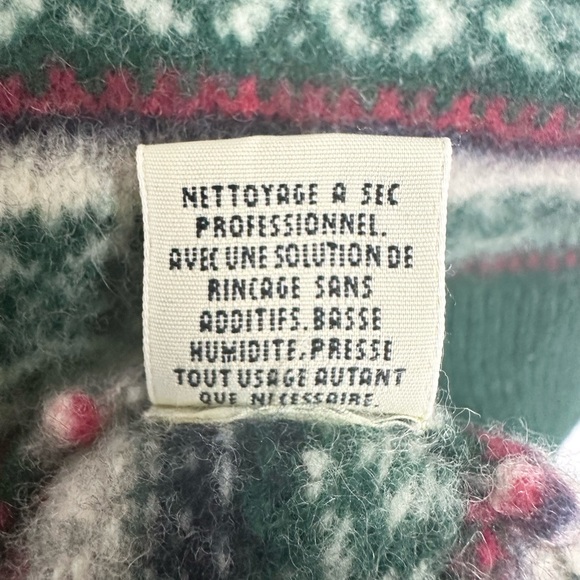 NETTOYAGE A SEC
PROFESSIONNEL.
AVEC UNE SOLUTION DE
RINCAGE SANS
ADDITIFS. BASSE
HUMIDITE, PRESSE
TOUT USAGE AUTANT
QUE NECESSAIRE.